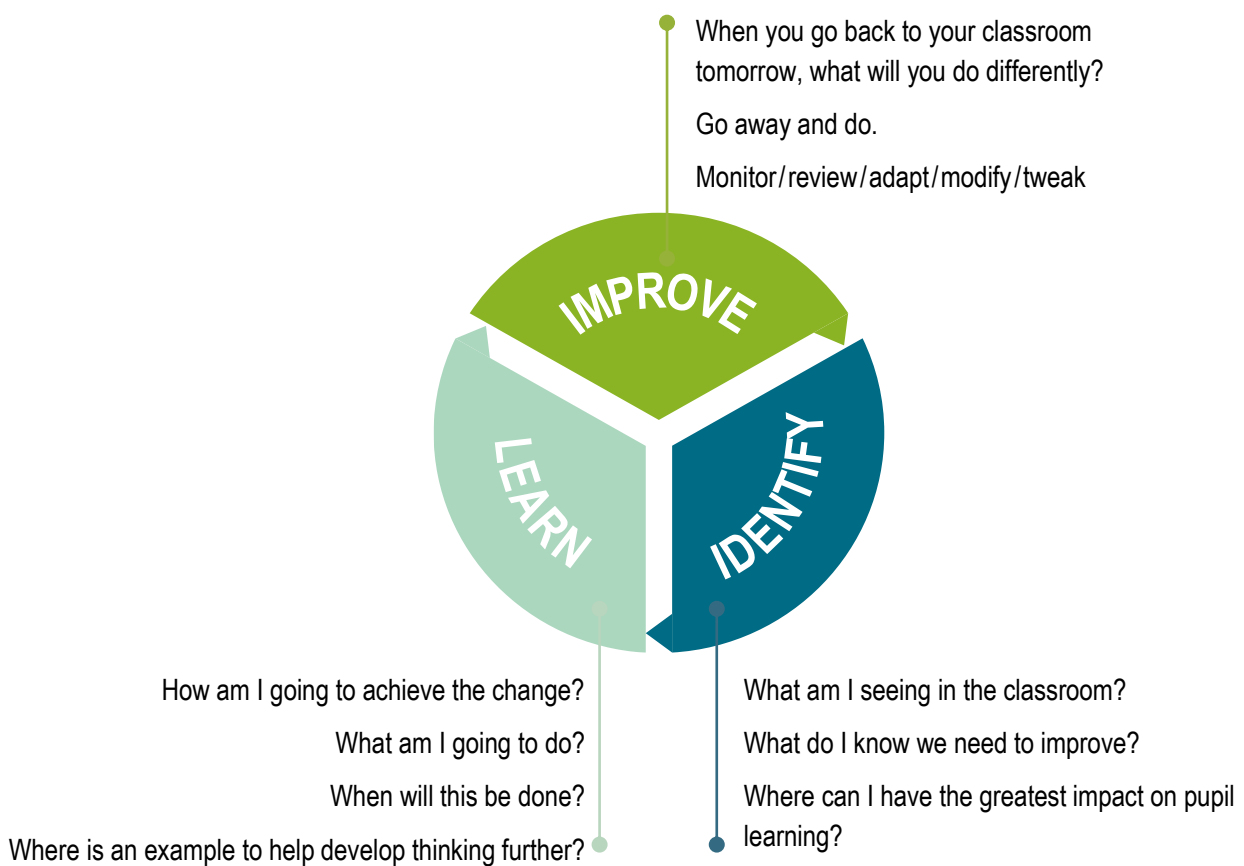 When you go back to your classroom
tomorrow, what will you do differently?
Go away and do.
Monitor/review/adapt/modify/tweak
IMPROVE
LEARN
IDENTIFY
How am I going to achieve the change?
What am I going to do?
When will this be done?
Where is an example to help develop thinking further?
What am I seeing in the classroom?
What do I know we need to improve?
Where can I have the greatest impact on pupil
learning?